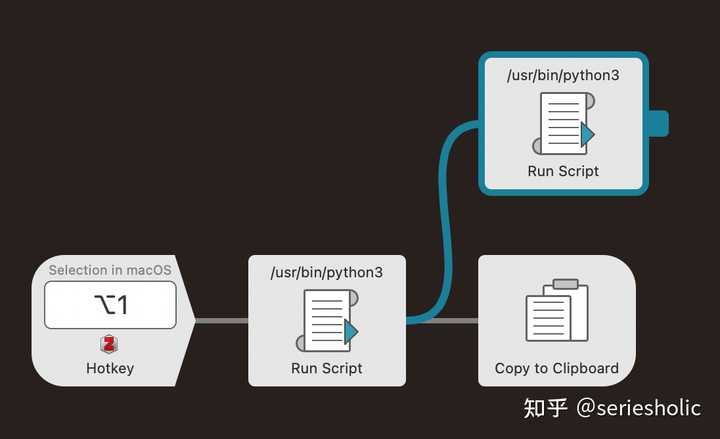 /usr/bin/python3
Run Script
Selection in macOS
⌥1
Z
Hotkey
/usr/bin/python3
Run Script
Copy to Clipboard
知乎 @seriesholic